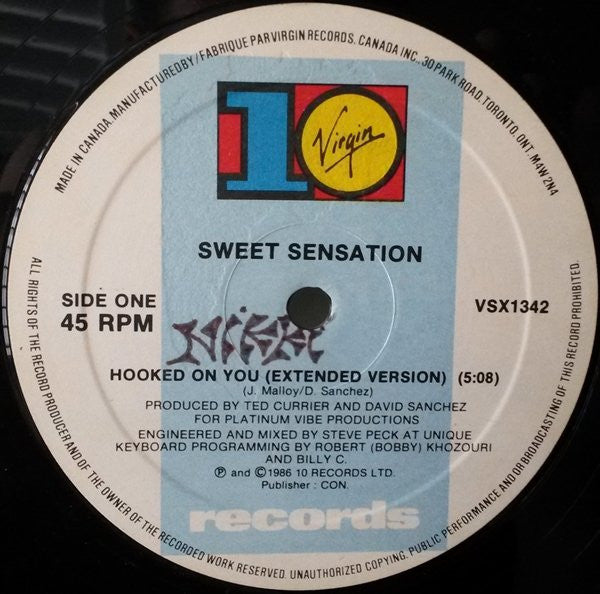 MADE IN CANADA. MANUFACTURED BY / FABRIQUE PAR VIRGIN RECORDS, CANADA INC., 30 PARK ROAD, TORONTO, ONT. M4W 2N4
10
Virgin
SWEET SENSATION
SIDE ONE
45 RPM
VSX1342
Nikki
HOOKED ON YOU (EXTENDED VERSION) (5:08)
(J. Malloy/D. Sanchez)
PRODUCED BY TED CURRIER AND DAVID SANCHEZ
FOR PLATINUM VIBE PRODUCTIONS
ENGINEERED AND MIXED BY STEVE PECK AT UNIQUE
KEYBOARD PROGRAMMING BY ROBERT (BOBBY) KHOZOURI
AND BILLY C.
℗ and ©1986 10 RECORDS LTD.
Publisher : CON.
records
ALL RIGHTS OF THE RECORD PRODUCER AND OF THE OWNER OF THE RECORDED WORK RESERVED. UNAUTHORIZED COPYING, PUBLIC PERFORMANCE AND/OR BROADCASTING OF THIS RECORD PROHIBITED.